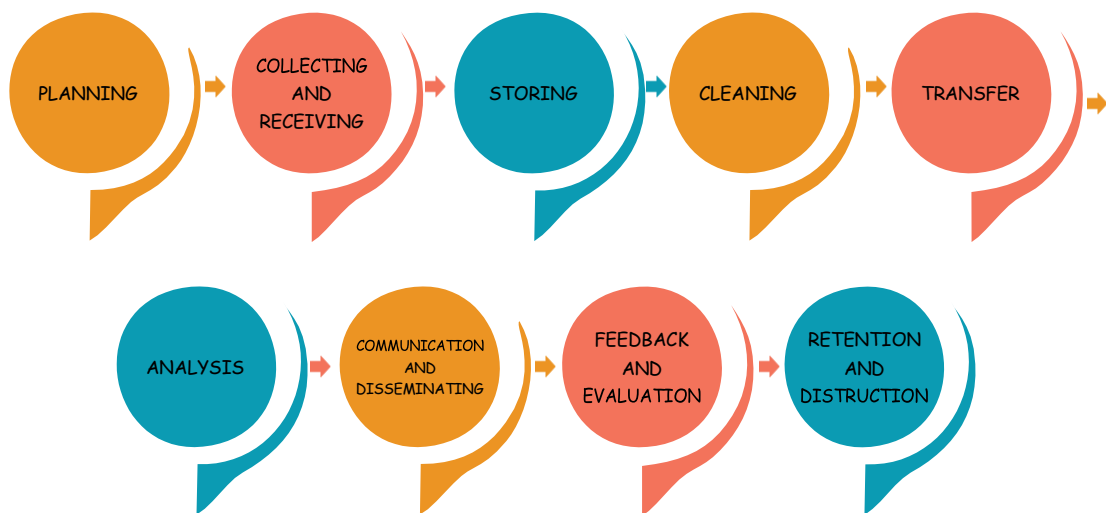 PLANNING
COLLECTING
AND
RECEIVING
STORING
CLEANING
TRANSFER
ANALYSIS
COMMUNICATION
AND
DISSEMINATING
FEEDBACK
AND
EVALUATION
RETENTION
AND
DISTRUCTION